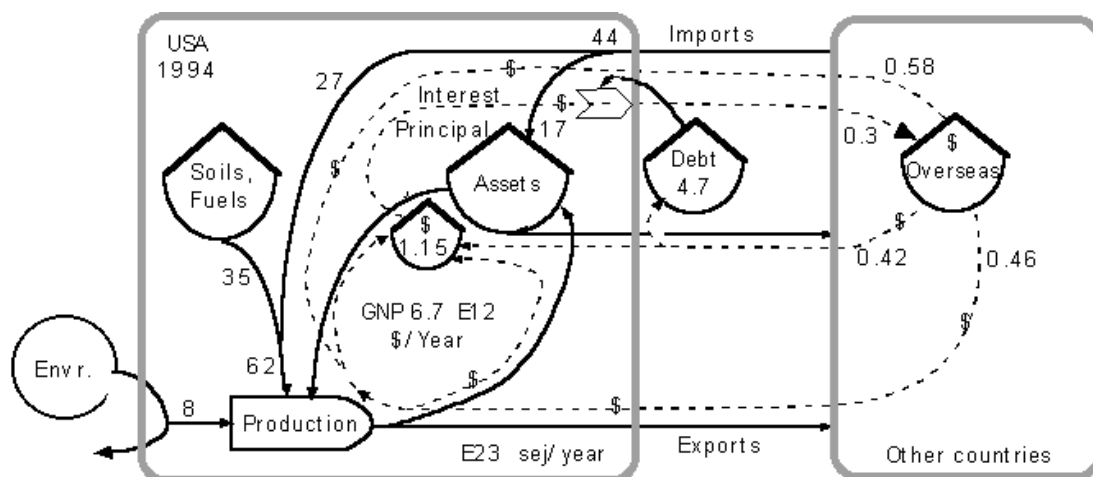 USA
1994
44
Imports
27
$
0.58
Interest
$
Principal
17
0.3
$
Soils,
Fuels
Assets
Debt
4.7
$
Overseas
$
1.15
$
0.42
0.46
35
GNP 6.7 E12
$/Year
$
62
Envr.
$
8
Production
$
E23 sej/year
Exports
Other countries